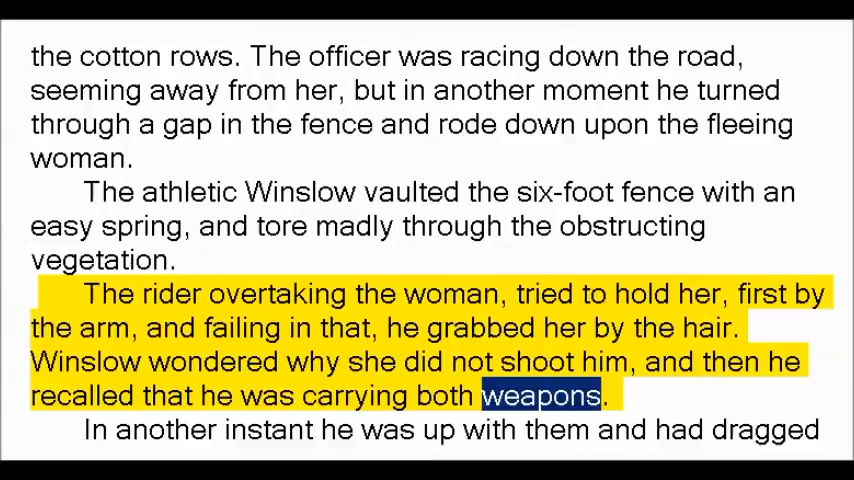 the cotton rows. The officer was racing down the road,
seeming away from her, but in another moment he turned
through a gap in the fence and rode down upon the fleeing
woman.
The athletic Winslow vaulted the six-foot fence with an
easy spring, and tore madly through the obstructing
vegetation.
The rider overtaking the woman, tried to hold her, first by
the arm, and failing in that, he grabbed her by the hair.
Winslow wondered why she did not shoot him, and then he
recalled that he was carrying both weapons.
In another instant he was up with them and had dragged